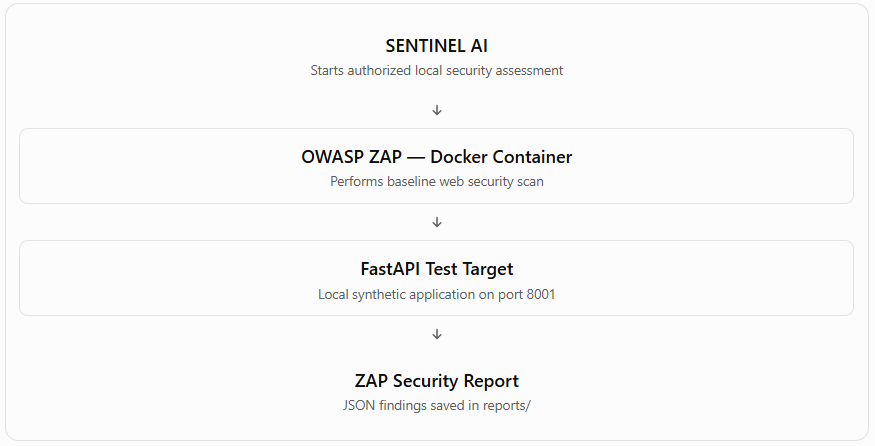 SENTINEL AI
Starts authorized local security assessment
↓
OWASP ZAP — Docker Container
Performs baseline web security scan
↓
FastAPI Test Target
Local synthetic application on port 8001
↓
ZAP Security Report
JSON findings saved in reports/